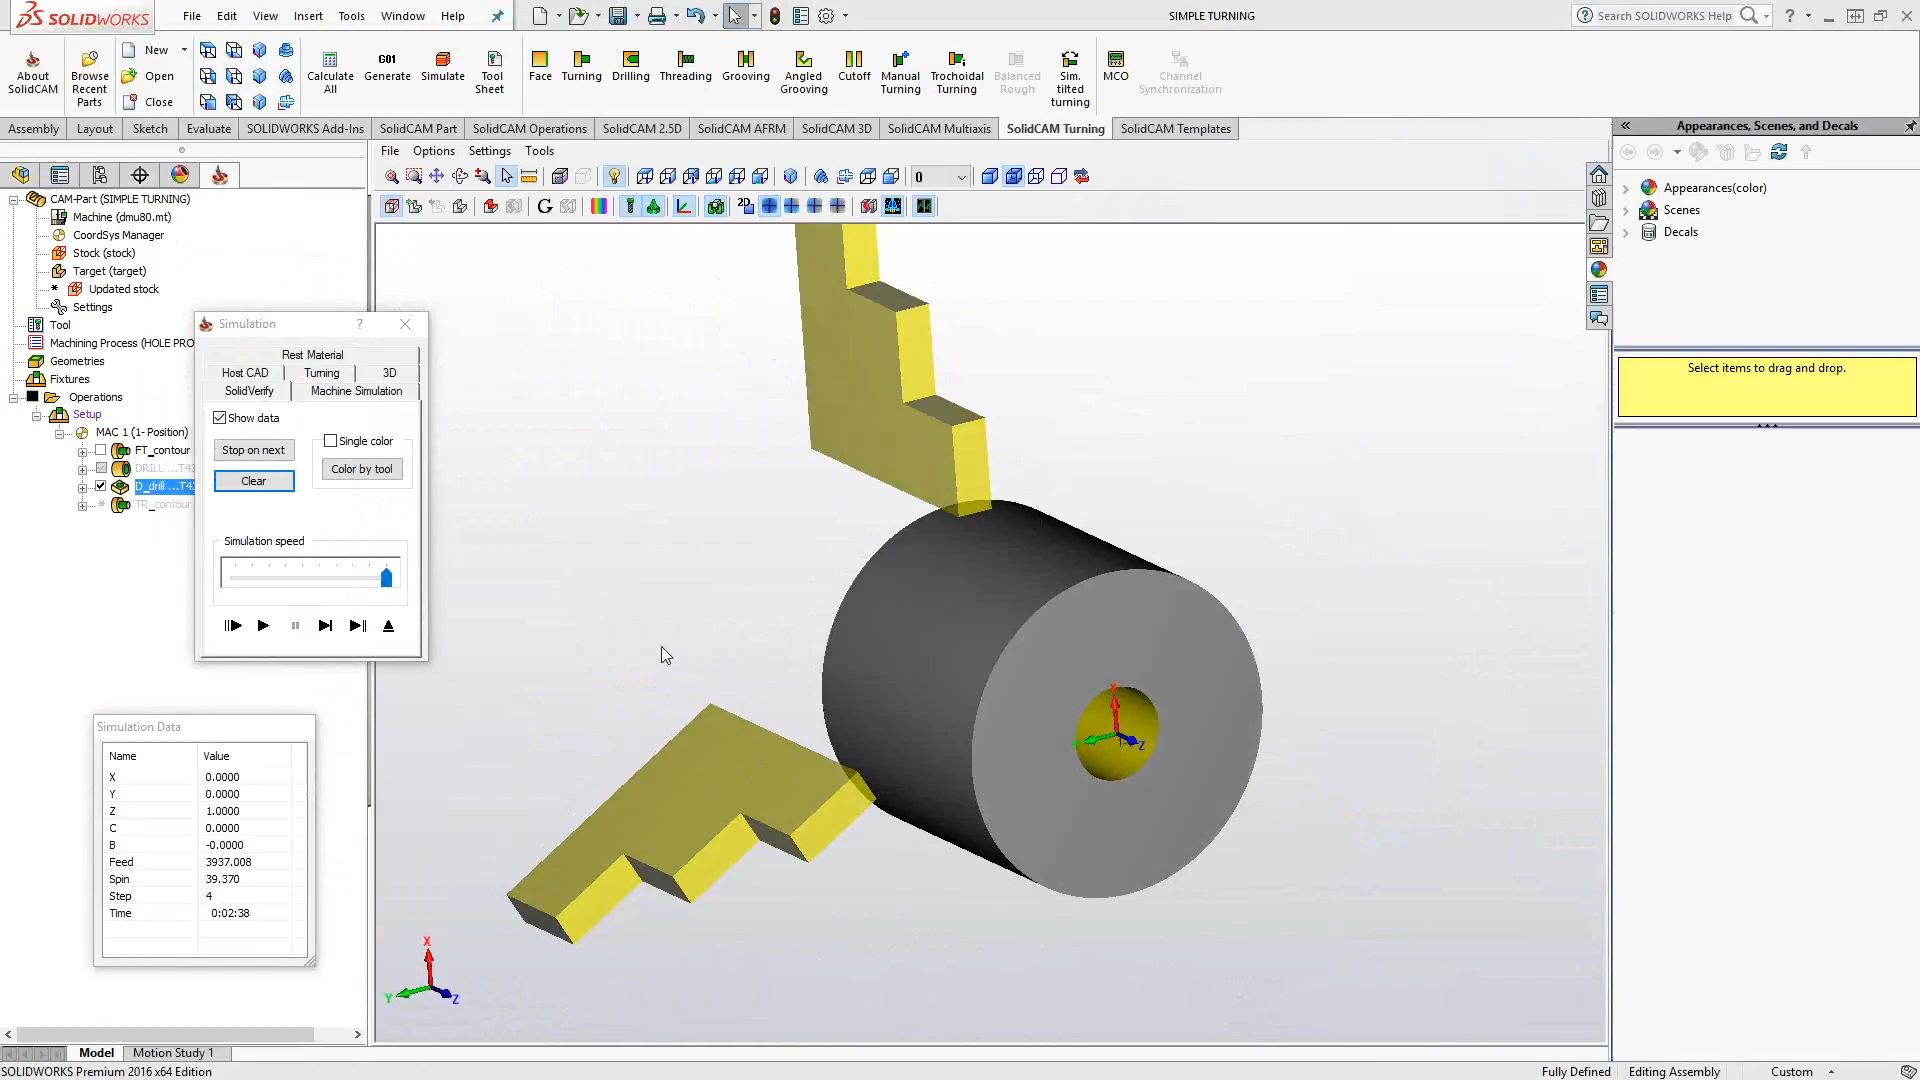 SOLIDWORKS File Edit View Insert Tools Window Help SIMPLE TURNING Search SOLIDWORKS Help ?
About SolidCAM
Browse Recent Parts
New
Open
Close
Calculate All
G01 Generate
Simulate
Tool Sheet
Face
Turning
Drilling
Threading
Grooving
Angled Grooving
Cutoff
Manual Turning
Trochoidal Turning
Balanced Rough
Sim. tilted turning
MCO
Channel Synchronization
Assembly Layout Sketch Evaluate SOLIDWORKS Add-Ins SolidCAM Part SolidCAM Operations SolidCAM 2.5D SolidCAM AFRM SolidCAM 3D SolidCAM Multiaxis SolidCAM Turning SolidCAM Templates
File Options Settings Tools
0
2D
CAM-Part (SIMPLE TURNING)
Machine (dmu80.mt)
CoordSys Manager
Stock (stock)
Target (target)
* Updated stock
Settings
Tool
Machining Process (HOLE PRO
Geometries
Fixtures
Operations
Setup
MAC 1 (1- Position)
FT_contour
DRILL ...T43
D_drill ...T43
* TR_contour
Simulation ?
Rest Material
Host CAD Turning 3D
SolidVerify Machine Simulation
Show data
Stop on next
Clear
Single color
Color by tool
Simulation speed
Simulation Data
Name Value
X 0.0000
Y 0.0000
Z 1.0000
C 0.0000
B -0.0000
Feed 3937.008
Spin 39.370
Step 4
Time 0:02:38
X
Z
X
Y
Z
Appearances, Scenes, and Decals
Appearances(color)
Scenes
Decals
Select items to drag and drop.
Model Motion Study 1
SOLIDWORKS Premium 2016 x64 Edition Fully Defined Editing Assembly Custom